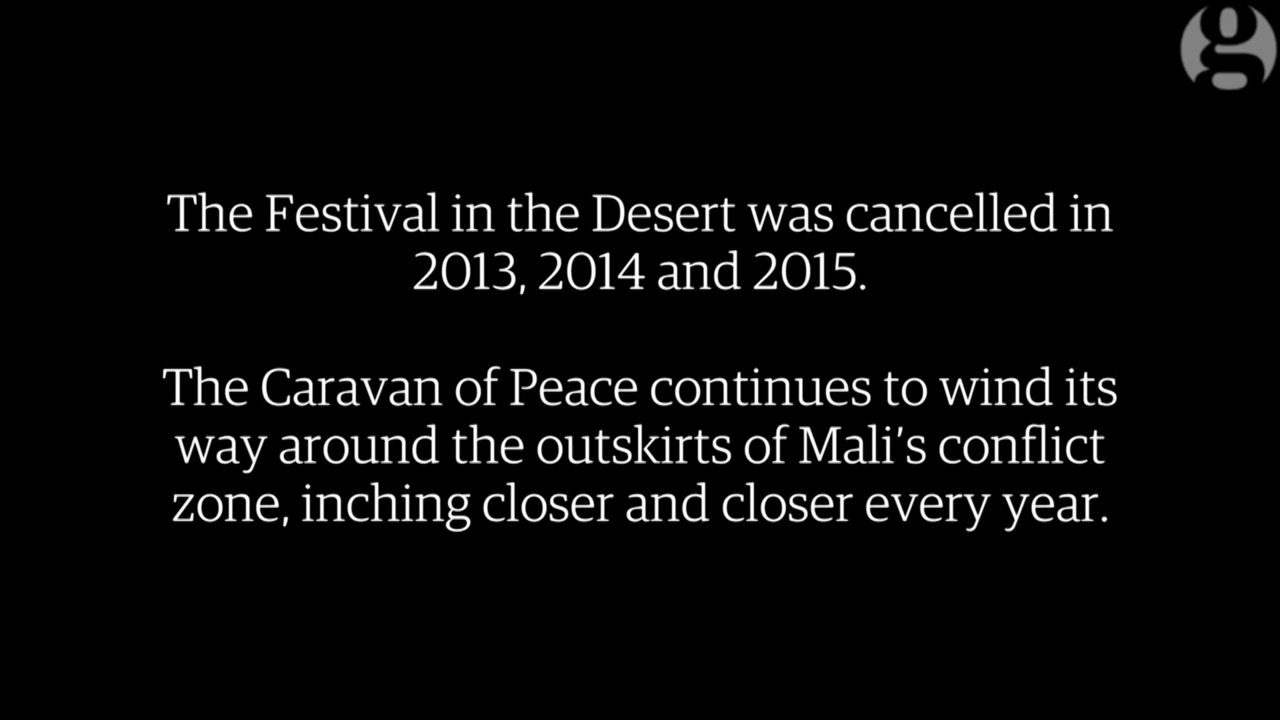 g
The Festival in the Desert was cancelled in
2013, 2014 and 2015.
The Caravan of Peace continues to wind its
way around the outskirts of Mali’s conflict
zone, inching closer and closer every year.